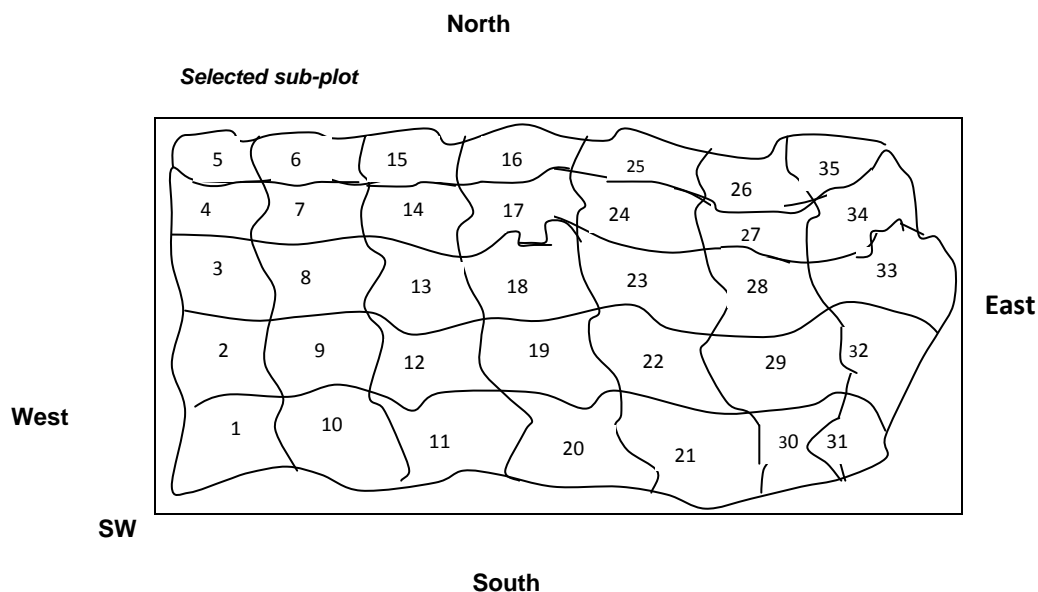 North
Selected sub-plot
5 6 15 16 25 26 35
4 7 14 17 24 27 34
3 8 13 18 23 28 33
East
2 9 12 19 22 29 32
West
1 10 11 20 21 30 31
SW
South